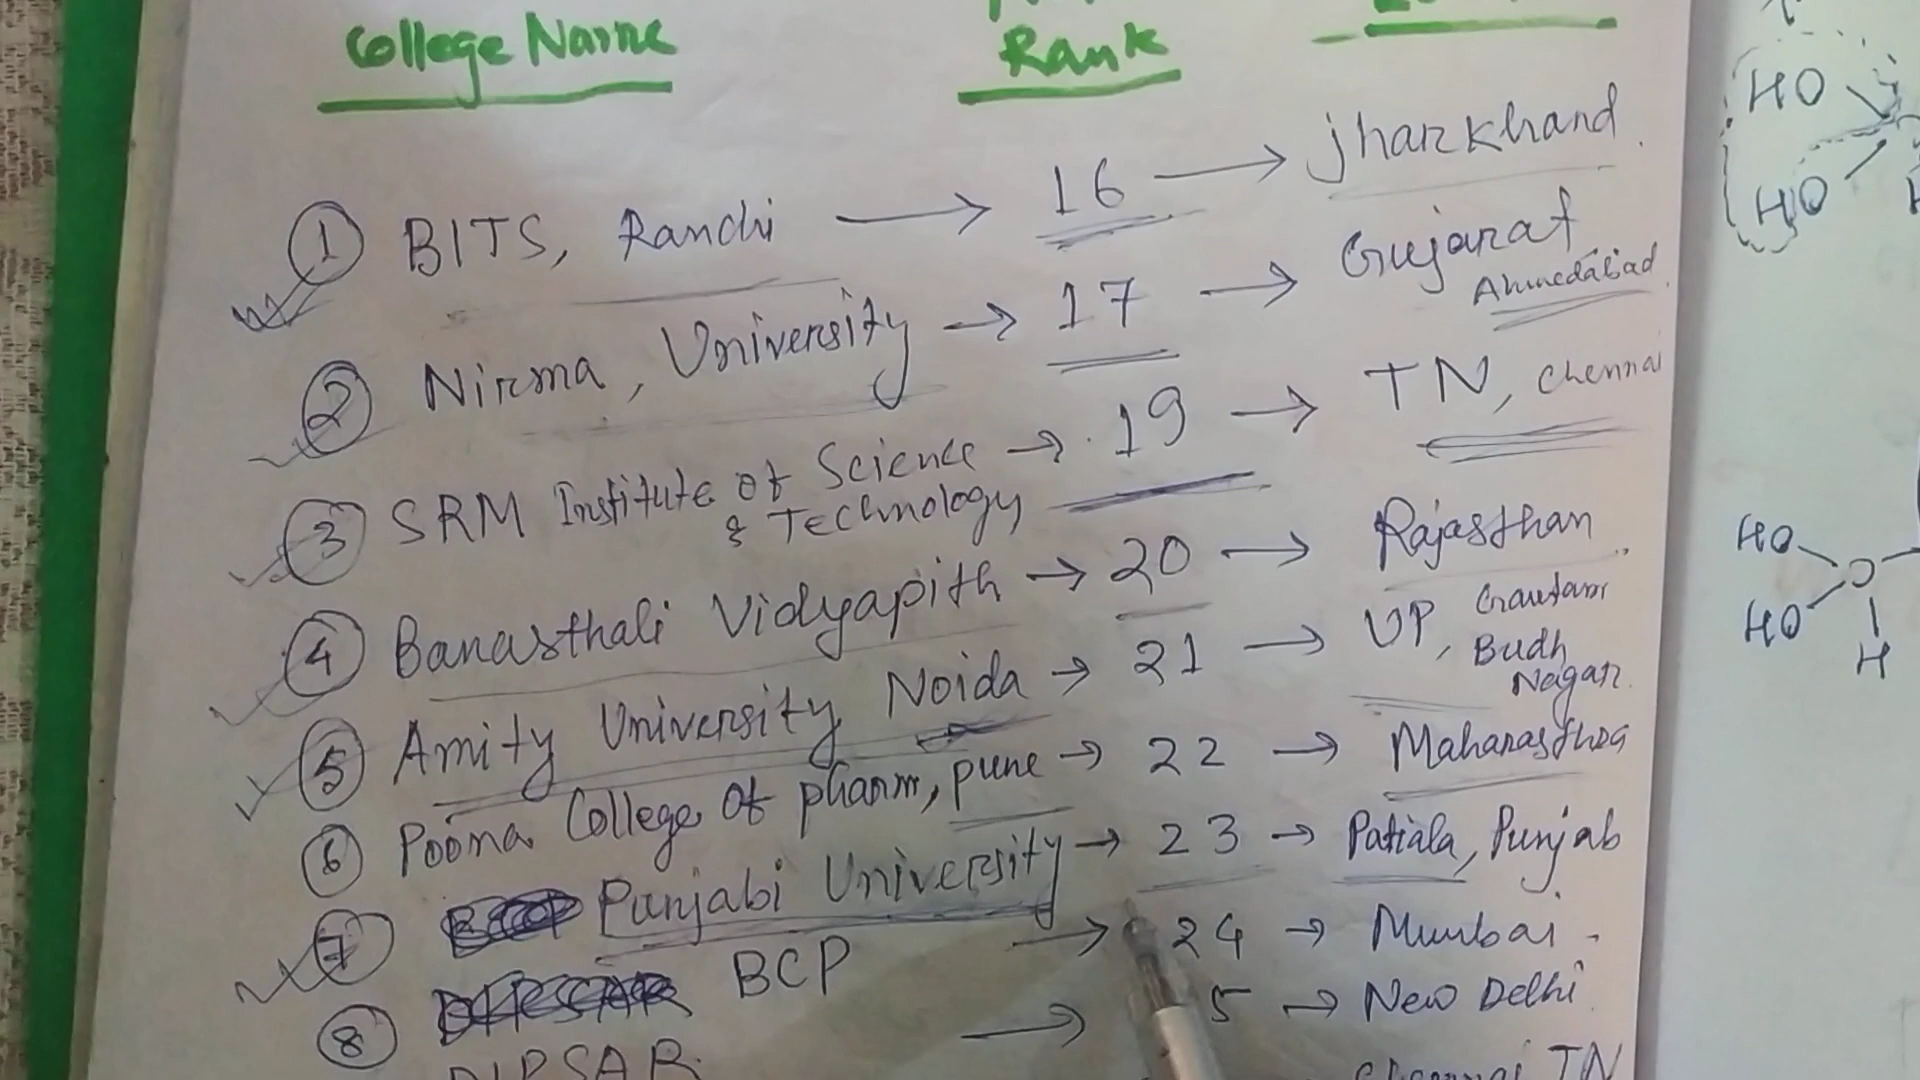 College Name Rank
① BITS, Ranchi → 16 → Jharkhand
② Nirma, University → 17 → Gujarat
Ahmedabad
③ SRM Institute of Science → 19 → TN, Chennai
& Technology
④ Banasthali Vidyapith → 20 → Rajasthan
⑤ Amity University Noida → 21 → UP, Gautam
Budh
Nagar
⑥ Poona College of pharm, pune → 22 → Maharasthra
⑦ Punjabi University → 23 → Patiala, Punjab
⑧ BCP → 24 → Mumbai
DIPSAR → 5 → New Delhi
Chennai TN
HO
HO
HO
HO
H